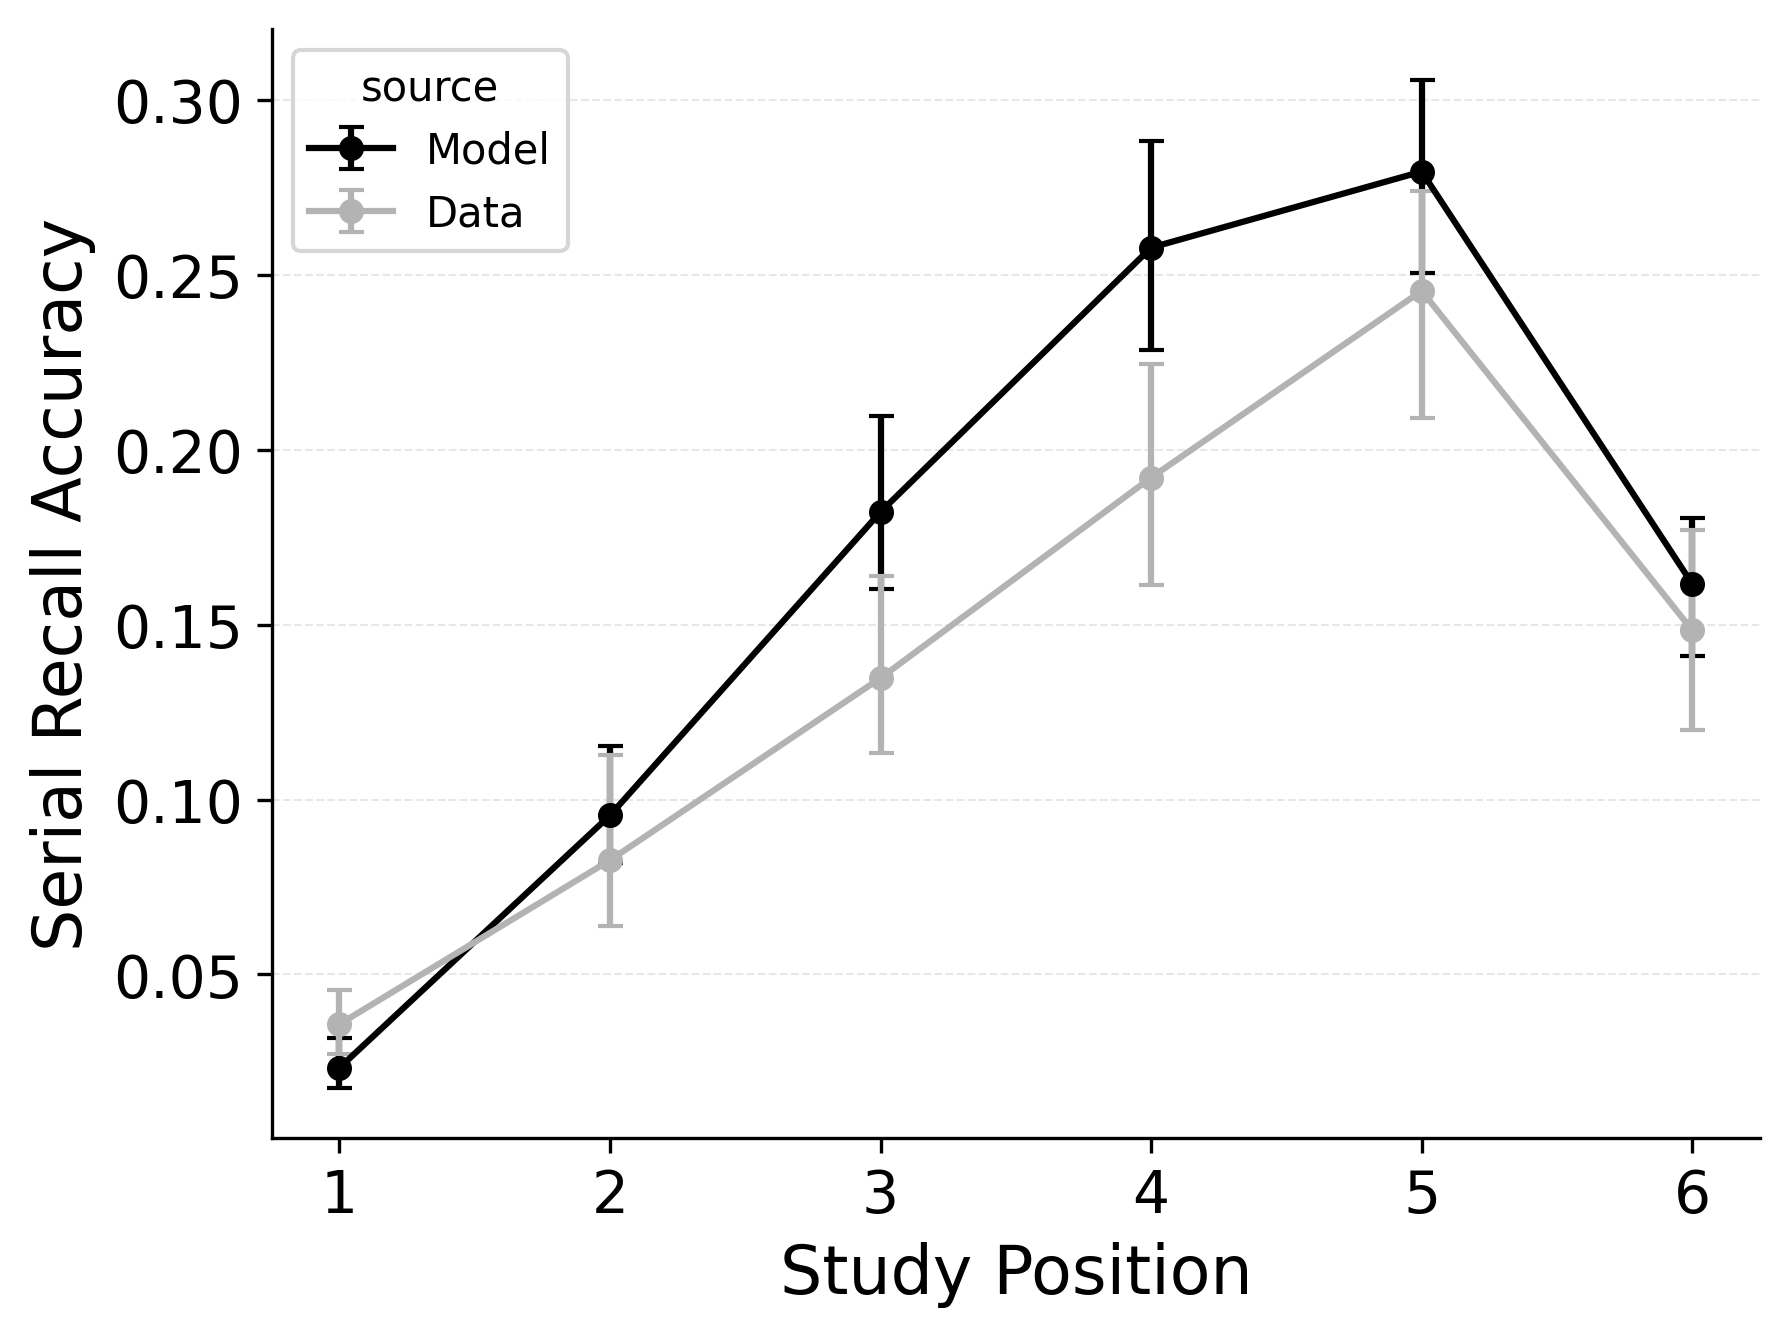 source
Model
Data
Serial Recall Accuracy
0.30
0.25
0.20
0.15
0.10
0.05
1 2 3 4 5 6
Study Position